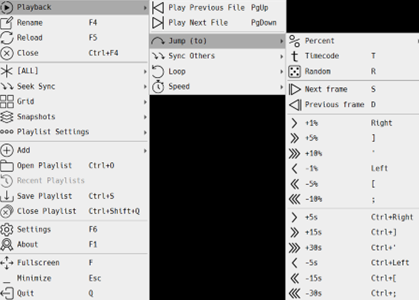 Playback
Rename F4
Reload F5
Close Ctrl+F4
[ALL]
Seek Sync
Grid
Snapshots
Playlist Settings
Add
Open Playlist Ctrl+O
Recent Playlists
Save Playlist Ctrl+S
Close Playlist Ctrl+Shift+Q
Settings F6
About F1
Fullscreen F
Minimize Esc
Quit Q
Play Previous File PgUp
Play Next File PgDown
Jump (to)
Sync Others
Loop
Speed
Percent
Timecode T
Random R
Next frame S
Previous frame D
+1% Right
+5% ]
+10% '
-1% Left
-5% [
-10% ;
+5s Ctrl+Right
+15s Ctrl+]
+30s Ctrl+'
-5s Ctrl+Left
-15s Ctrl+[
-30s Ctrl+;